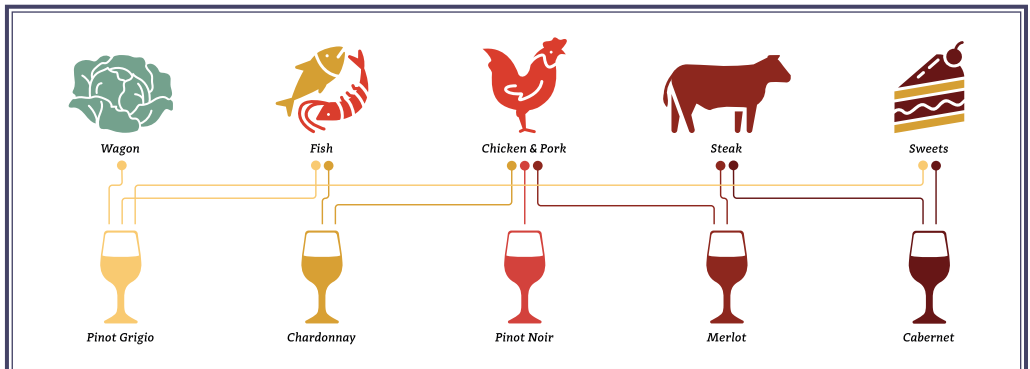 Wagon
Fish
Chicken & Pork
Steak
Sweets
Pinot Grigio
Chardonnay
Pinot Noir
Merlot
Cabernet